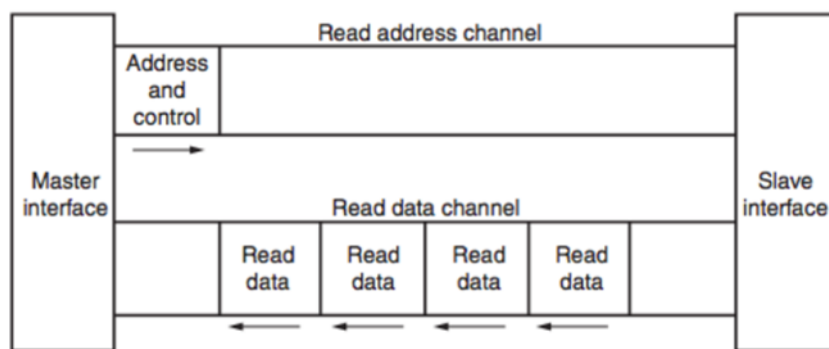 Read address channel
Address
and
control
Master
interface
Slave
interface
Read data channel
Read
data
Read
data
Read
data
Read
data